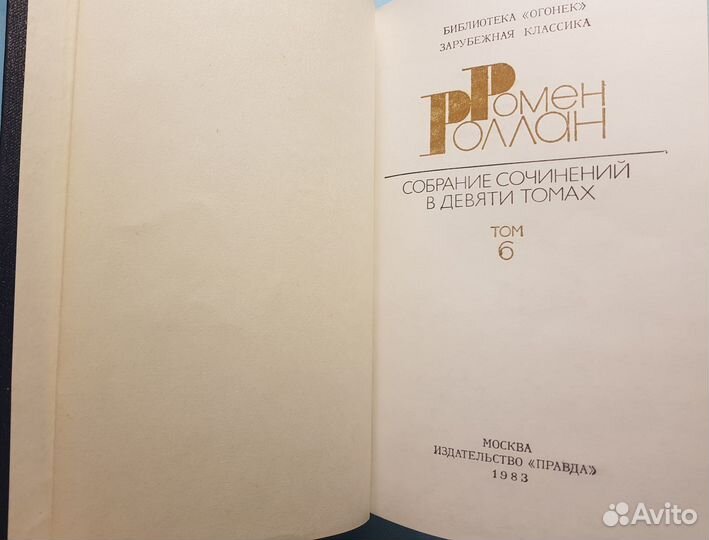 БИБЛИОТЕКА «ОГОНЕК»
ЗАРУБЕЖНАЯ КЛАССИКА
РОМЕН
РОЛЛАН
СОБРАНИЕ СОЧИНЕНИЙ
В ДЕВЯТИ ТОМАХ
ТОМ
6
МОСКВА
ИЗДАТЕЛЬСТВО «ПРАВДА»
1983
Avito